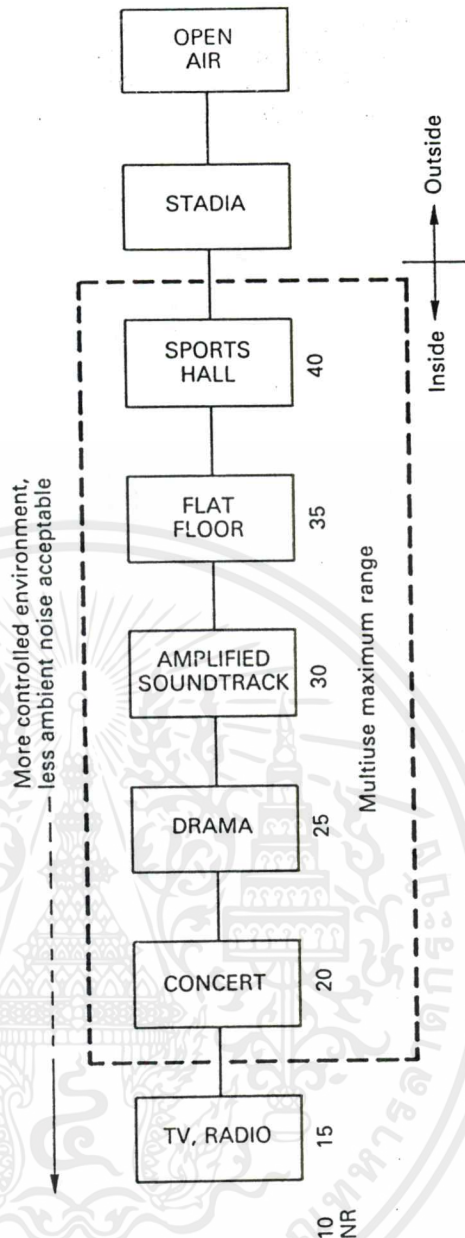 More controlled environment,
less ambient noise acceptable
TV, RADIO
CONCERT
DRAMA
AMPLIFIED
SOUNDTRACK
FLAT
FLOOR
SPORTS
HALL
STADIA
OPEN
AIR
10
NR
15
20
25
30
35
40
Multiuse maximum range
Inside
Outside